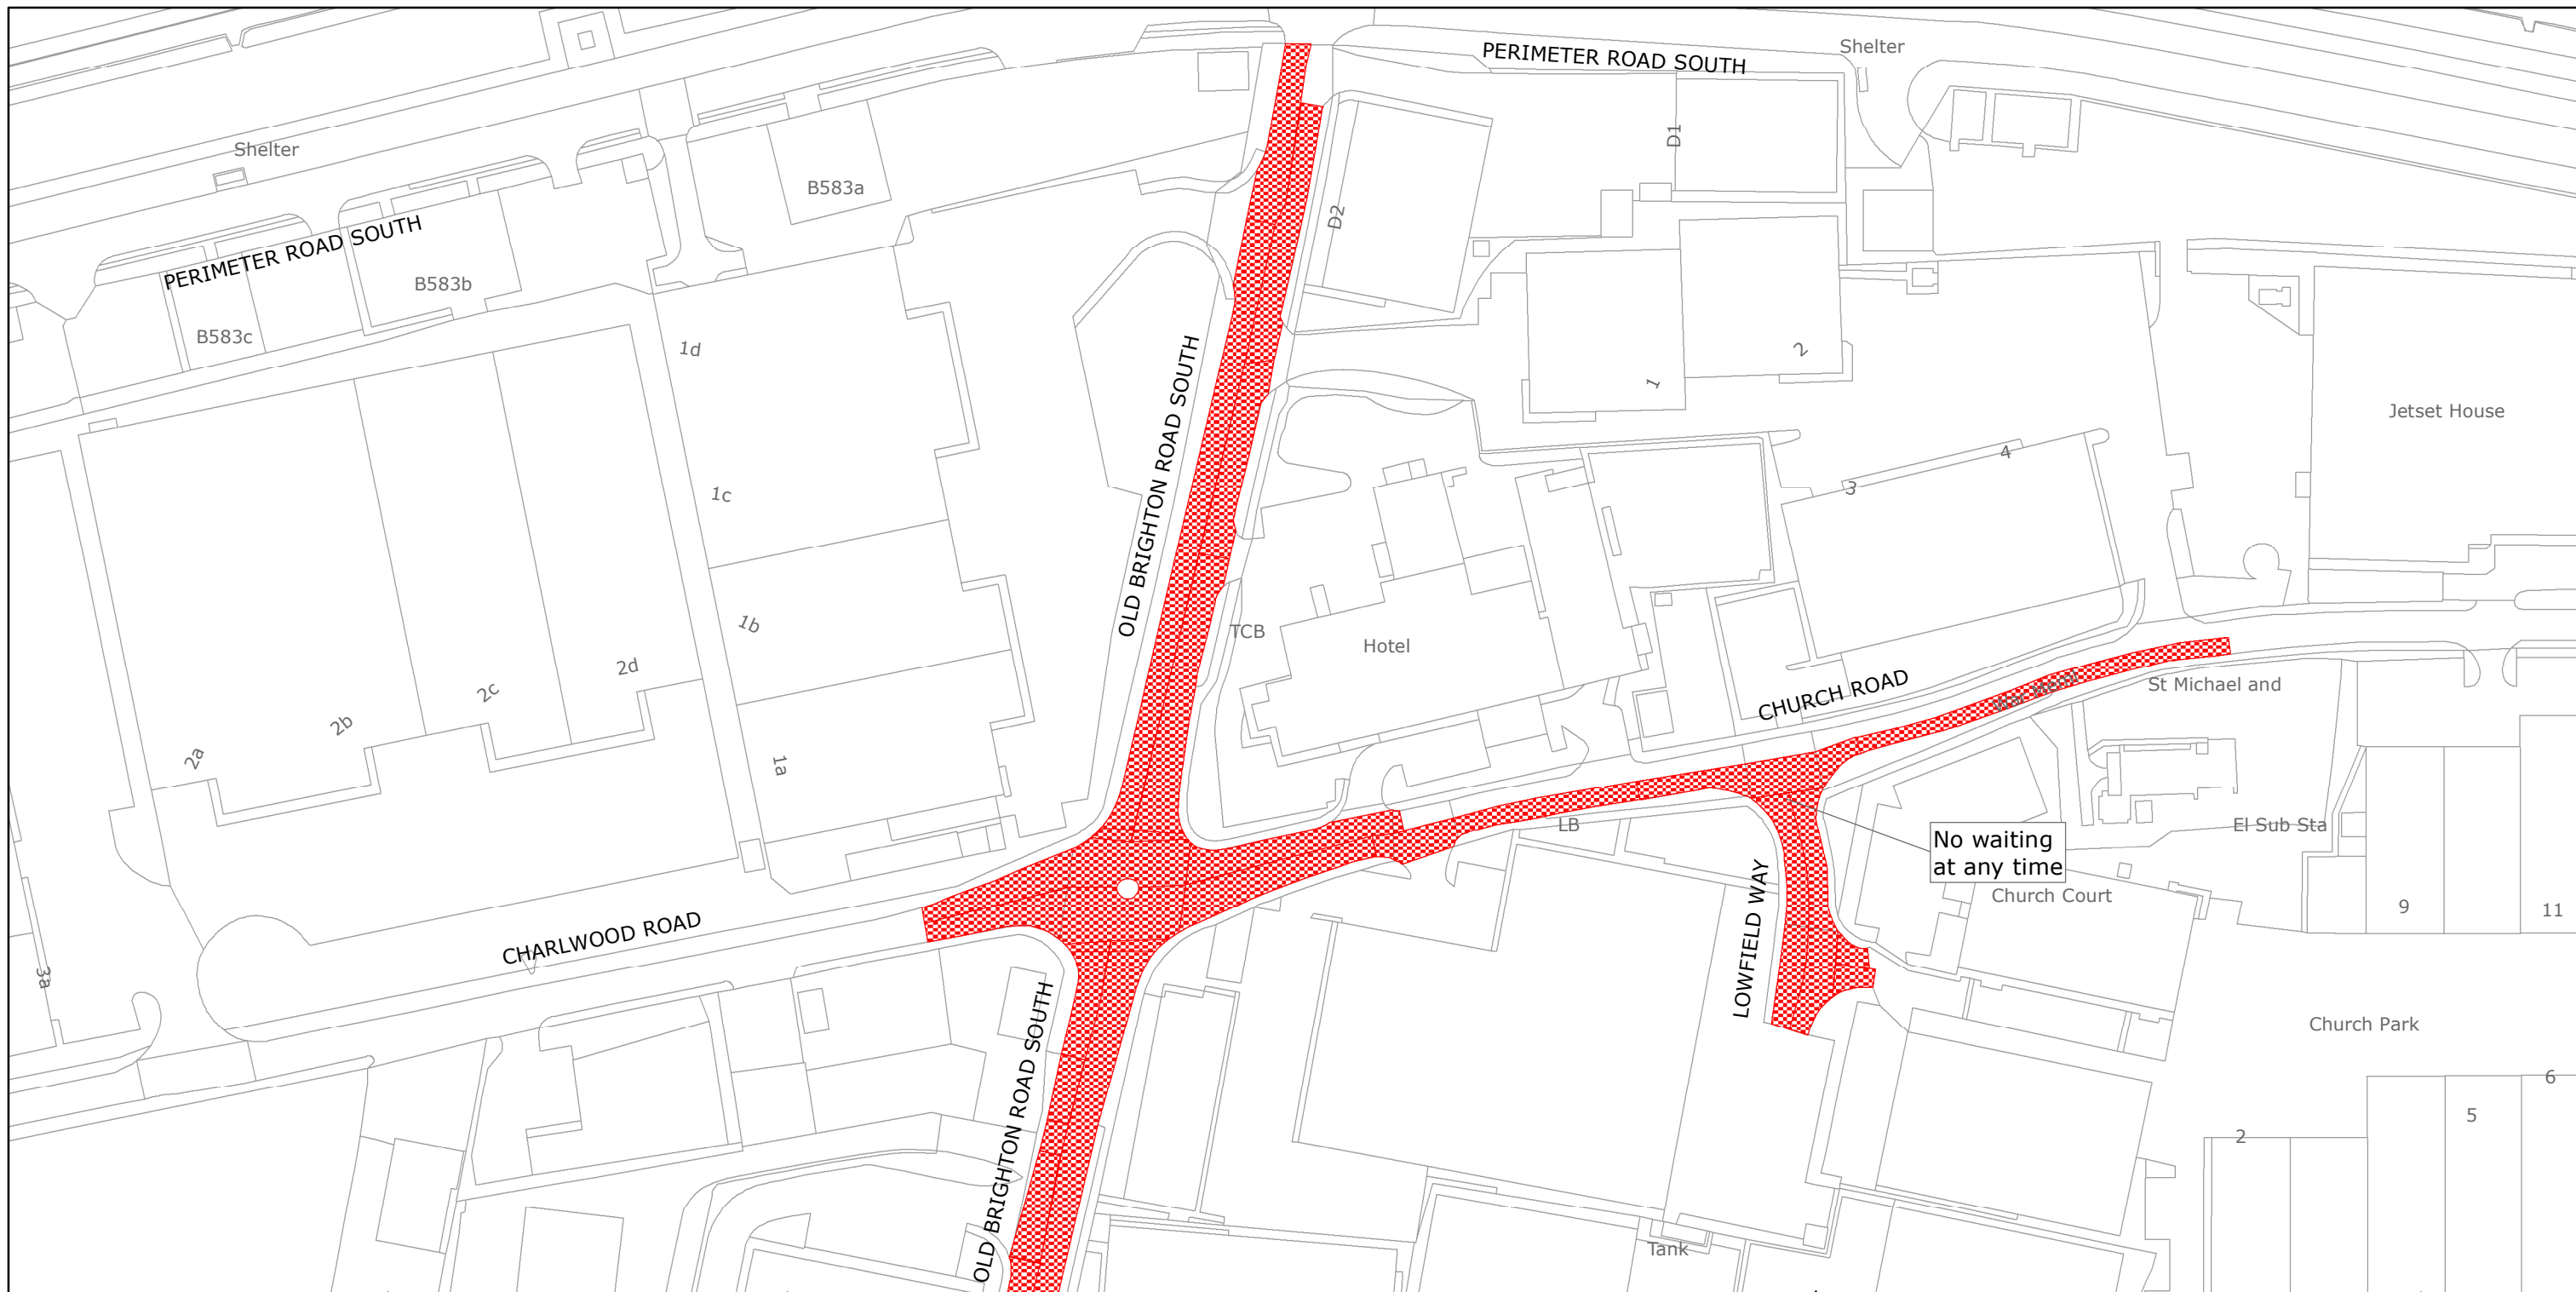 PERIMETER ROAD SOUTH
Shelter
Shelter
D1
B583a
D2
PERIMETER ROAD SOUTH
B583b
B583c
1d
2
1
OLD BRIGHTON ROAD SOUTH
Jetset House
4
3
1c
1b
TCB
Hotel
2d
2c
2b
2a
1a
CHURCH ROAD
War Meml
St Michael and
LB
El Sub Sta
No waiting
at any time
Church Court
LOWFIELD WAY
9
11
CHARLWOOD ROAD
3a
OLD BRIGHTON ROAD SOUTH
Church Park
6
5
2
Tank